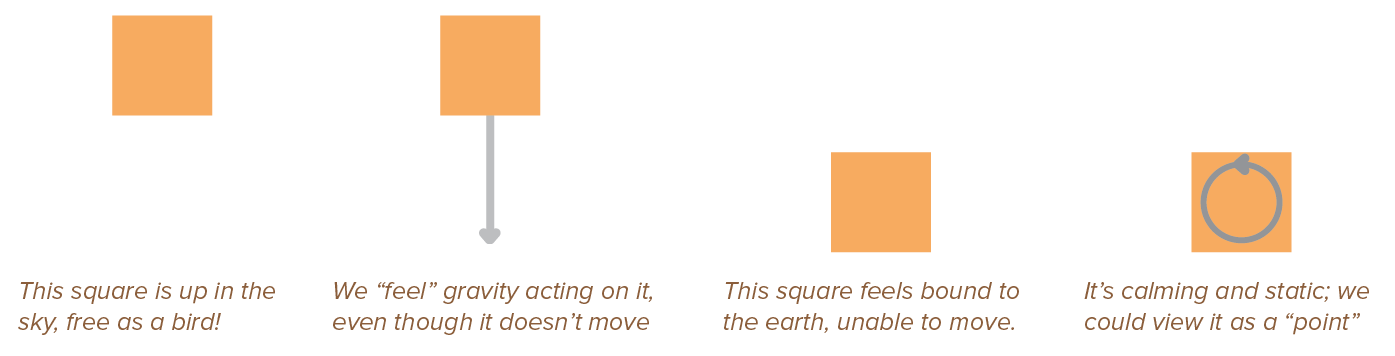 This square is up in the
sky, free as a bird!
We “feel” gravity acting on it,
even though it doesn’t move
This square feels bound to
the earth, unable to move.
It’s calming and static; we
could view it as a “point”